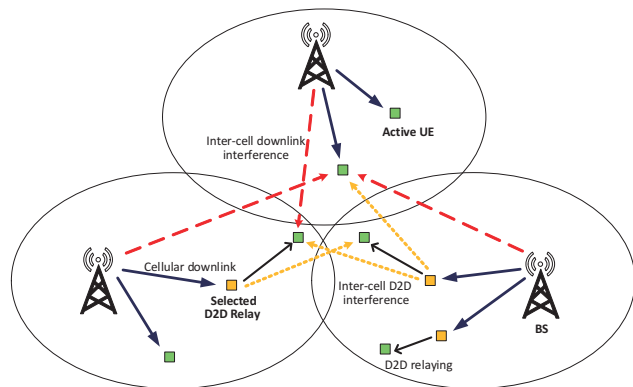 Active UE
Inter-cell downlink
interference
Cellular downlink
Selected
D2D Relay
Inter-cell D2D
interference
BS
D2D relaying